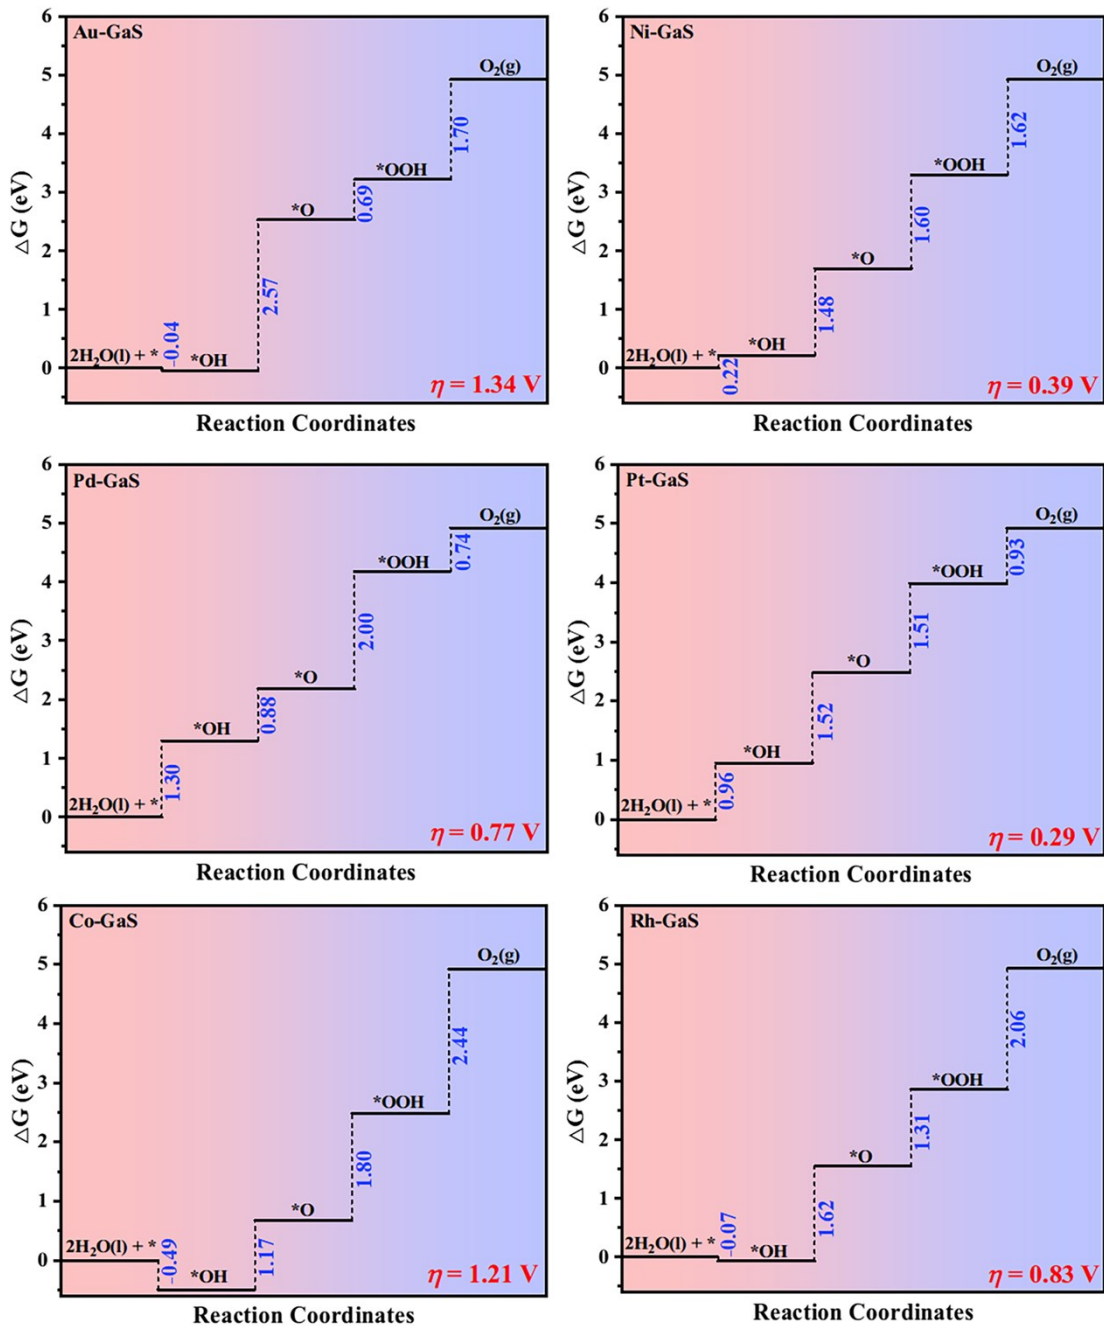 Au-GaS
△G (eV)
6
5
4
3
2
1
0
2H₂O(l) + *
-0.04
*OH
2.57
*O
0.69
*OOH
1.70
O₂(g)
η = 1.34 V
Reaction Coordinates
Ni-GaS
△G (eV)
6
5
4
3
2
1
0
2H₂O(l) + *
0.22
*OH
1.48
*O
1.60
*OOH
1.62
O₂(g)
η = 0.39 V
Reaction Coordinates
Pd-GaS
△G (eV)
6
5
4
3
2
1
0
2H₂O(l) + *
1.30
*OH
0.88
*O
2.00
*OOH
0.74
O₂(g)
η = 0.77 V
Reaction Coordinates
Pt-GaS
△G (eV)
6
5
4
3
2
1
0
2H₂O(l) + *
0.96
*OH
1.52
*O
1.51
*OOH
0.93
O₂(g)
η = 0.29 V
Reaction Coordinates
Co-GaS
△G (eV)
6
5
4
3
2
1
0
2H₂O(l) + *
-0.49
*OH
1.17
*O
1.80
*OOH
2.44
O₂(g)
η = 1.21 V
Reaction Coordinates
Rh-GaS
△G (eV)
6
5
4
3
2
1
0
2H₂O(l) + *
-0.07
*OH
1.62
*O
1.31
*OOH
2.06
O₂(g)
η = 0.83 V
Reaction Coordinates